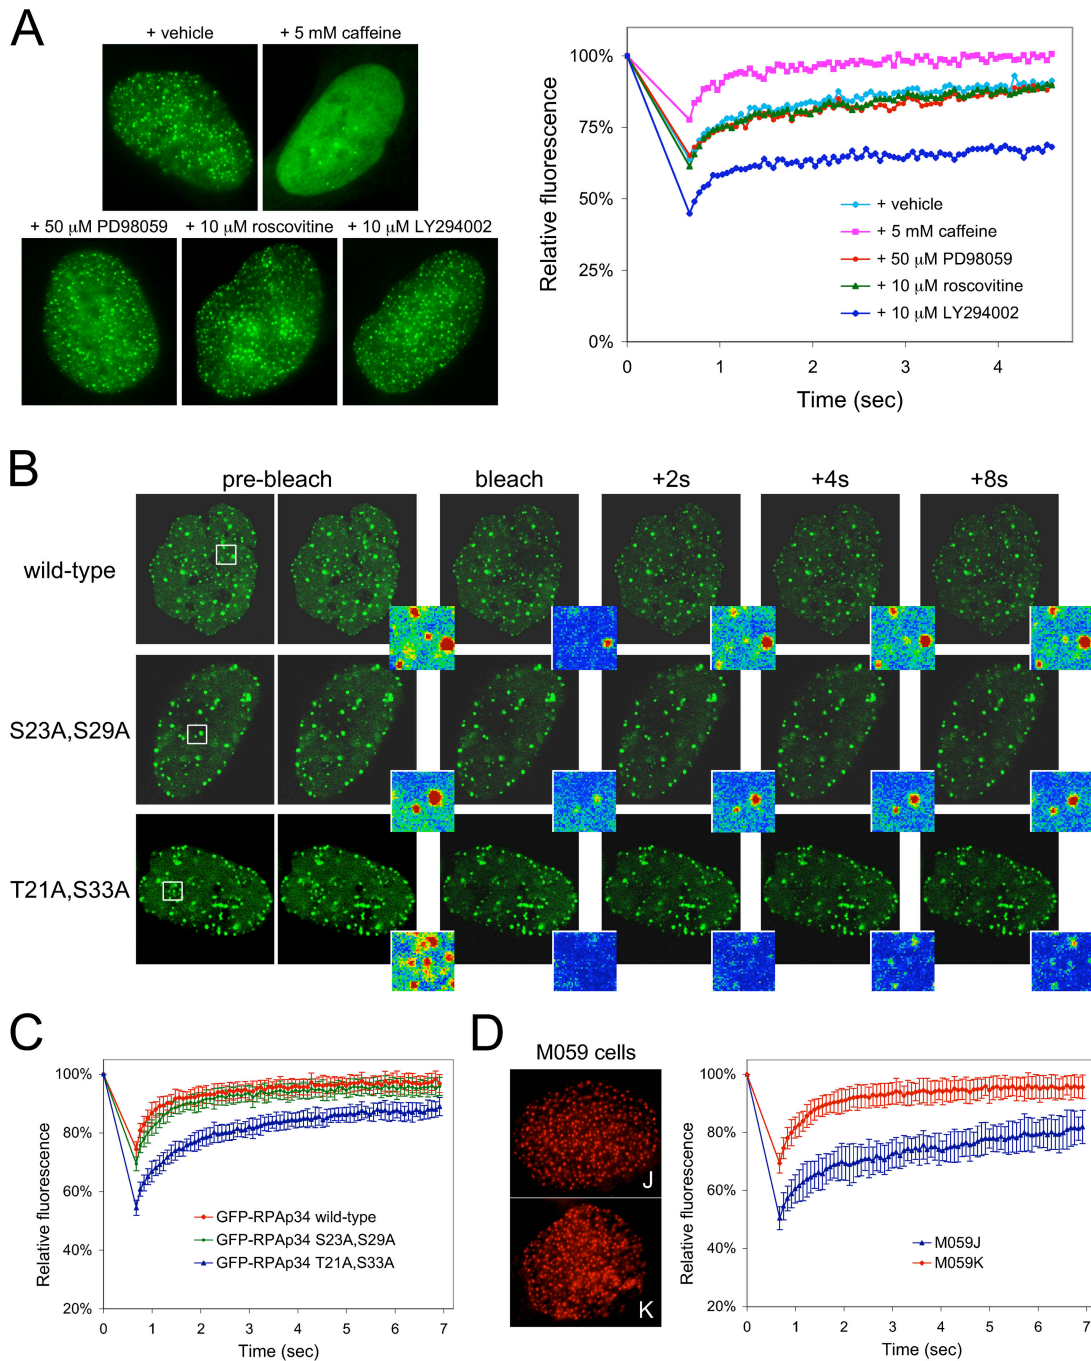 A
+ vehicle
+ 5 mM caffeine
+ 50 μM PD98059
+ 10 μM roscovitine
+ 10 μM LY294002
Relative fluorescence
100%
75%
50%
25%
0%
+ vehicle
+ 5 mM caffeine
+ 50 μM PD98059
+ 10 μM roscovitine
+ 10 μM LY294002
0 1 2 3 4
Time (sec)
B
pre-bleach bleach +2s +4s +8s
wild-type
S23A,S29A
T21A,S33A
C
Relative fluorescence
100%
80%
60%
40%
20%
GFP-RPAp34 wild-type
GFP-RPAp34 S23A,S29A
GFP-RPAp34 T21A,S33A
0 1 2 3 4 5 6 7
Time (sec)
D
M059 cells
J
K
Relative fluorescence
100%
80%
60%
40%
20%
M059J
M059K
0 1 2 3 4 5 6 7
Time (sec)